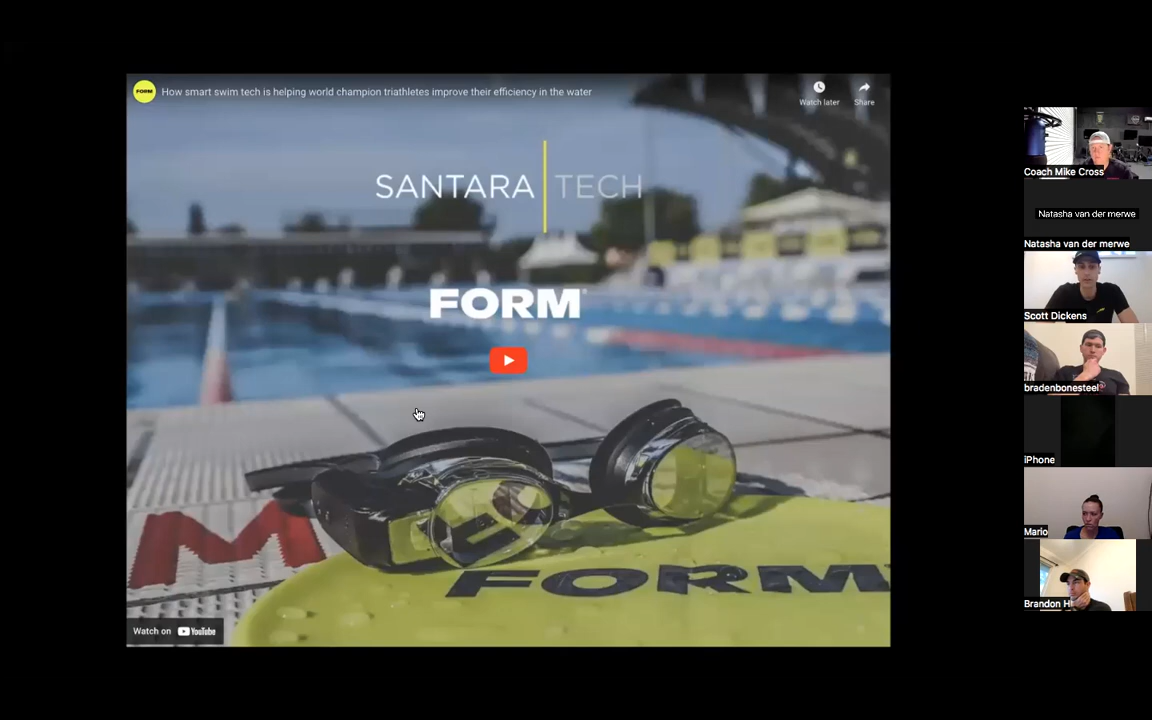 FORM
How smart swim tech is helping world champion triathletes improve their efficiency in the water
Watch later
Share
SANTARA TECH
FORM
M
FORM
Watch on YouTube
Coach Mike Cross
Natasha van der merwe
Natasha van der merwe
Scott Dickens
bradenbonesteel
iPhone
Mario
Brandon H